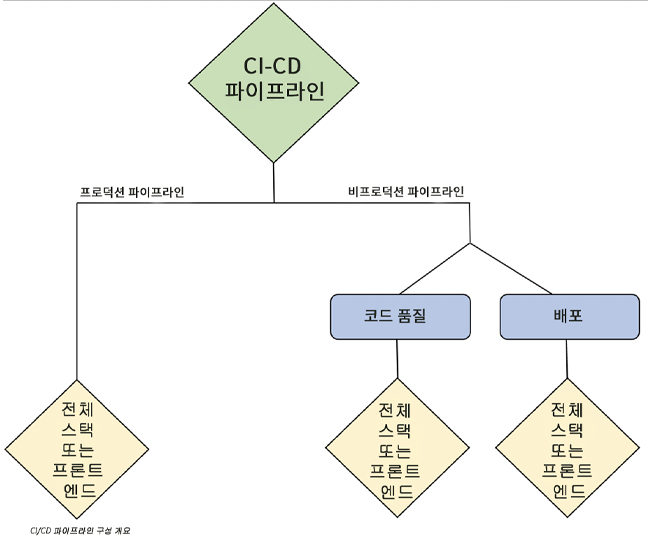 CI-CD
파이프라인
프로덕션 파이프라인
비프로덕션 파이프라인
코드 품질
배포
전체
스택
또는
프론트
엔드
전체
스택
또는
프론트
엔드
전체
스택
또는
프론트
엔드
CI/CD 파이프라인 구성 개요